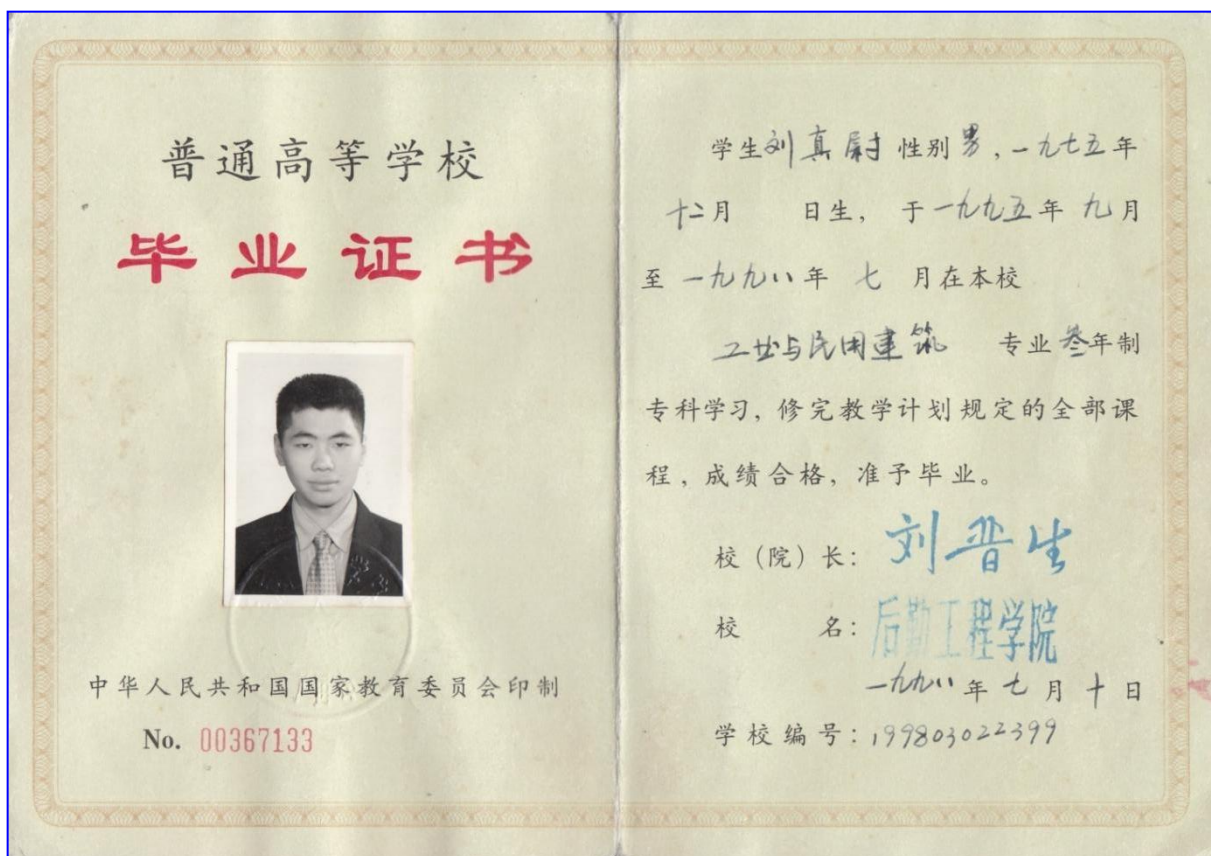 普通高等学校
毕业证书
中华人民共和国国家教育委员会印制
No. 00367133
学生刘真尉性别男,一九七五年
十二月 日生, 于一九九五年九月
至一九九八年 七 月在本校
工业与民用建筑 专业叁年制
专科学习, 修完教学计划规定的全部课
程, 成绩合格, 准予毕业。
校(院)长: 刘晋生
校 名: 后勤工程学院
一九九八年七月十日
学校编号: 199803022399